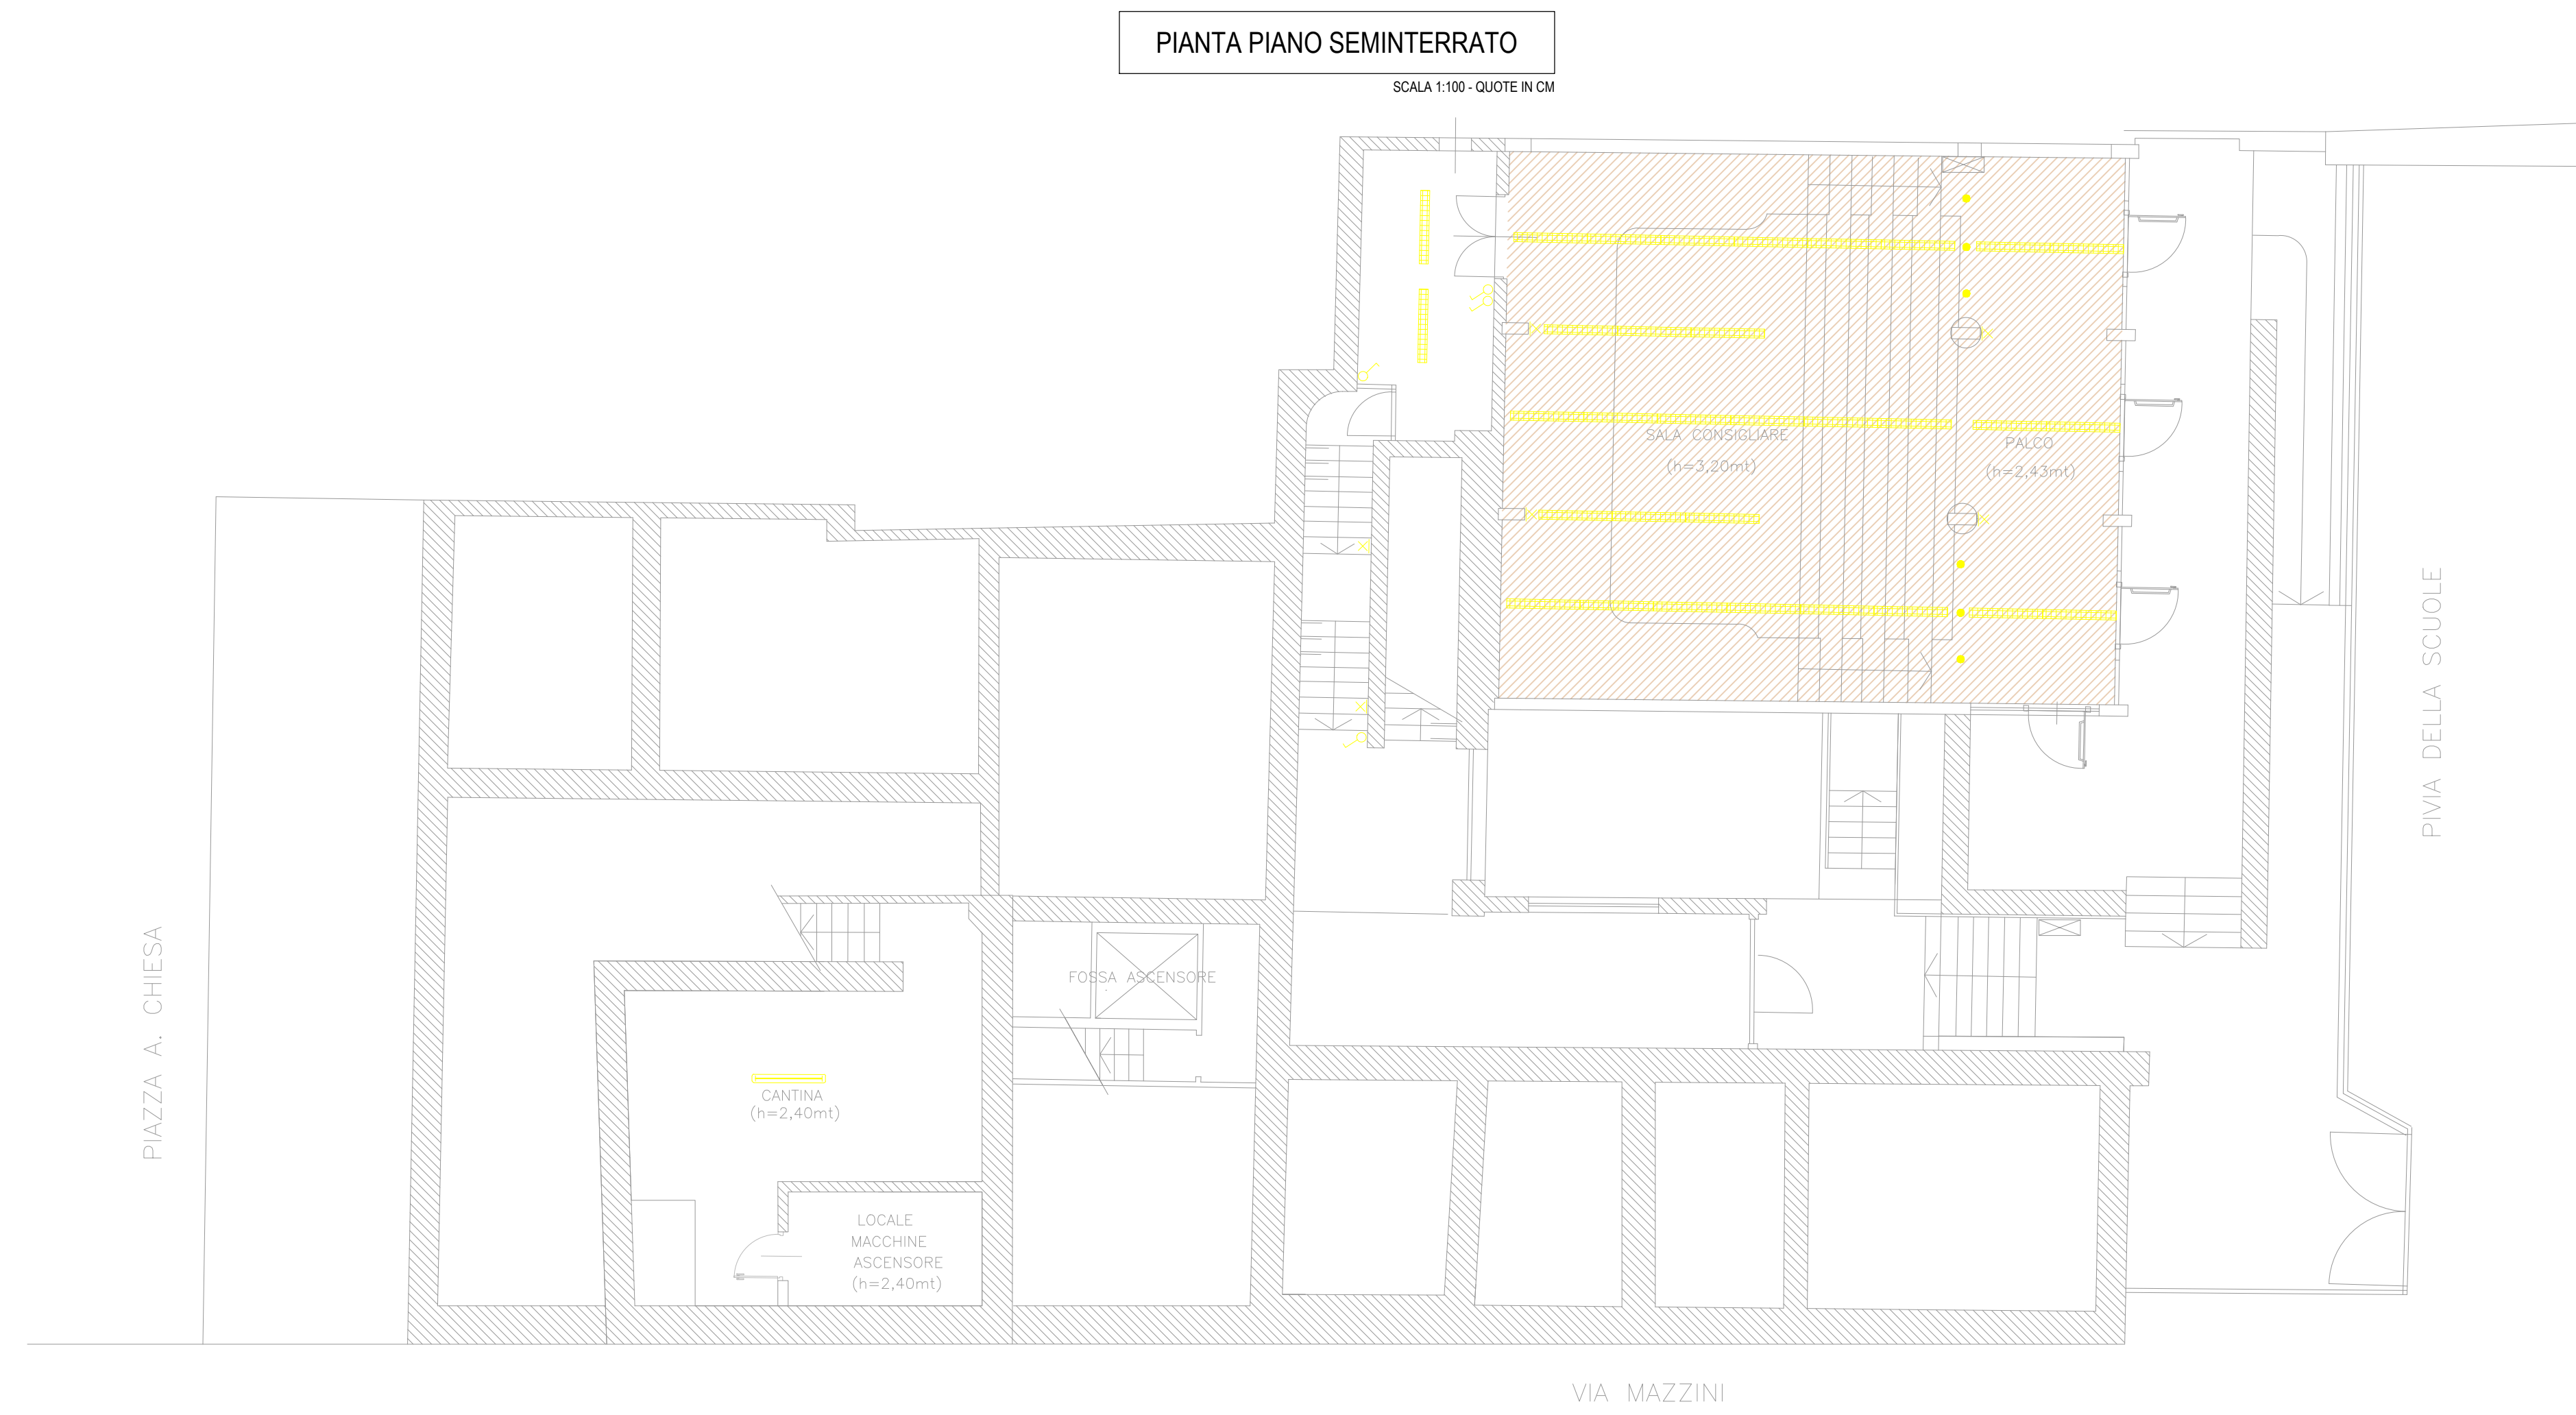 PIANTA PIANO SEMINTERRATO
SCALA 1:100 - QUOTE IN CM
SALA CONSIGLIARE
(h=3,20mt)
PALCO
(h=2,43mt)
PIVIA DELLA SCUOLE
PIAZZA A. CHIESA
FOSSA ASCENSORE
CANTINA
(h=2,40mt)
LOCALE
MACCHINE
ASCENSORE
(h=2,40mt)
VIA MAZZINI